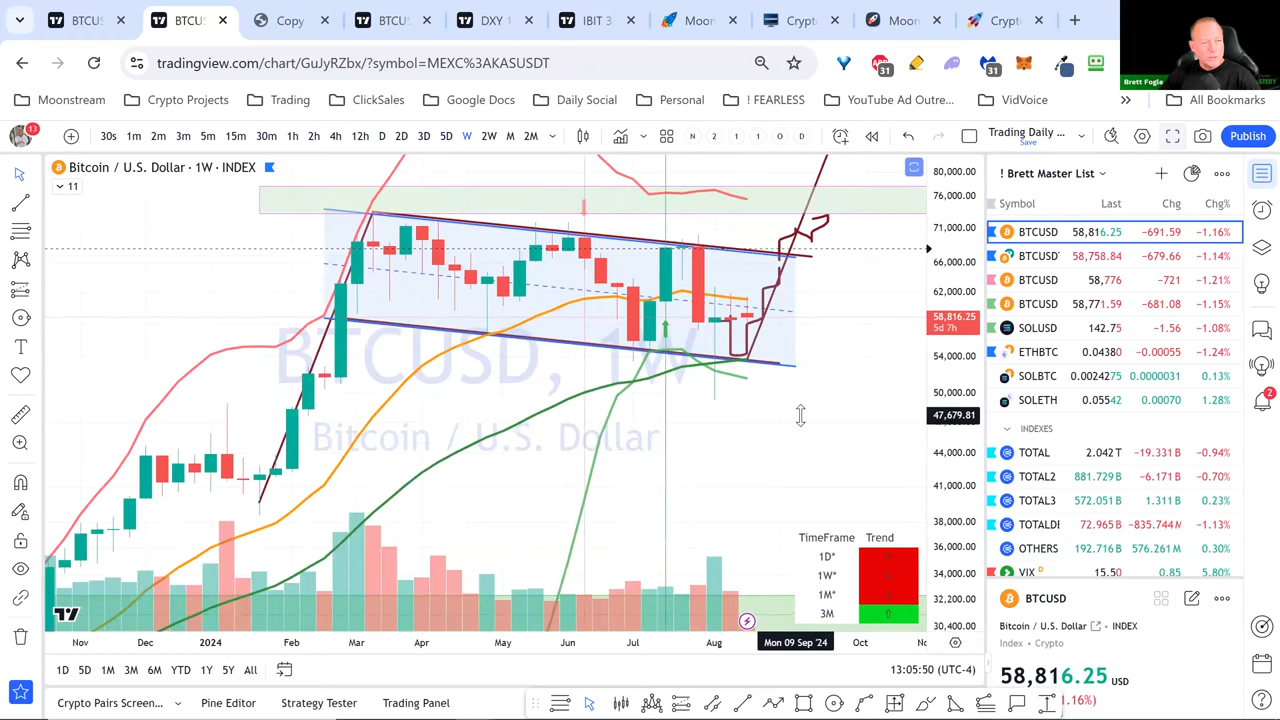 BTCUS
BTCUS
Copy
BTCU
DXY 1
IBIT 3
Moon
Crypt
Moon
Crypt
tradingview.com/chart/GuJyRZbx/?symbol=MEXC%3AKASUSDT
31
31
Brett Fogle
Moonstream
Crypto Projects
Trading
ClickSales
Google Docs
Daily Social
Personal
! FEARLESS
YouTube Ad Outre...
VidVoice
All Bookmarks
13
30s 1m 2m 3m 5m 15m 30m 1h 2h 4h 12h D 2D 3D 5D W 2W M 2M
Trading Daily ...
Save
Publish
Bitcoin / U.S. Dollar · 1W · INDEX
11
BTCUSD, 1W
Bitcoin / U.S. Dollar
80,000.00
76,000.00
71,000.00
66,000.00
62,000.00
58,816.25
5d 7h
54,000.00
50,000.00
47,679.81
44,000.00
38,000.00
36,000.00
34,000.00
32,200.00
30,400.00
TimeFrame Trend
1D*
1W*
1M*
3M
Nov Dec 2024 Feb Mar Apr May Jun Jul Aug Mon 09 Sep '24 Oct No
1D 5D 1M 3M 6M YTD 1Y 5Y All
13:05:50 (UTC-4)
Crypto Pairs Screen...
Pine Editor
Strategy Tester
Trading Panel
! Brett Master List
Symbol Last Chg Chg%
BTCUSD 58,816.25 −691.59 −1.16%
BTCUSD 58,758.84 −679.66 −1.14%
BTCUSD 58,776 −721 −1.21%
BTCUSD 58,771.59 −681.08 −1.15%
SOLUSD 142.75 −1.56 −1.08%
ETHBTC 0.04380 −0.00055 −1.24%
SOLBTC 0.0024275 0.0000031 0.13%
SOLETH 0.05542 0.00070 1.28%
INDEXES
TOTAL 2.042 T −19.331 B −0.94%
TOTAL2 881.729 B −6.171 B −0.70%
TOTAL3 572.051 B 1.311 B 0.23%
TOTALDE 72.965 B −835.744 M −1.13%
OTHERS 192.716 B 576.261 M 0.30%
VIX D 15.50 0.85 5.80%
BTCUSD
Bitcoin / U.S. Dollar · INDEX
Index · Crypto
58,816.25 USD
1.16%)
2